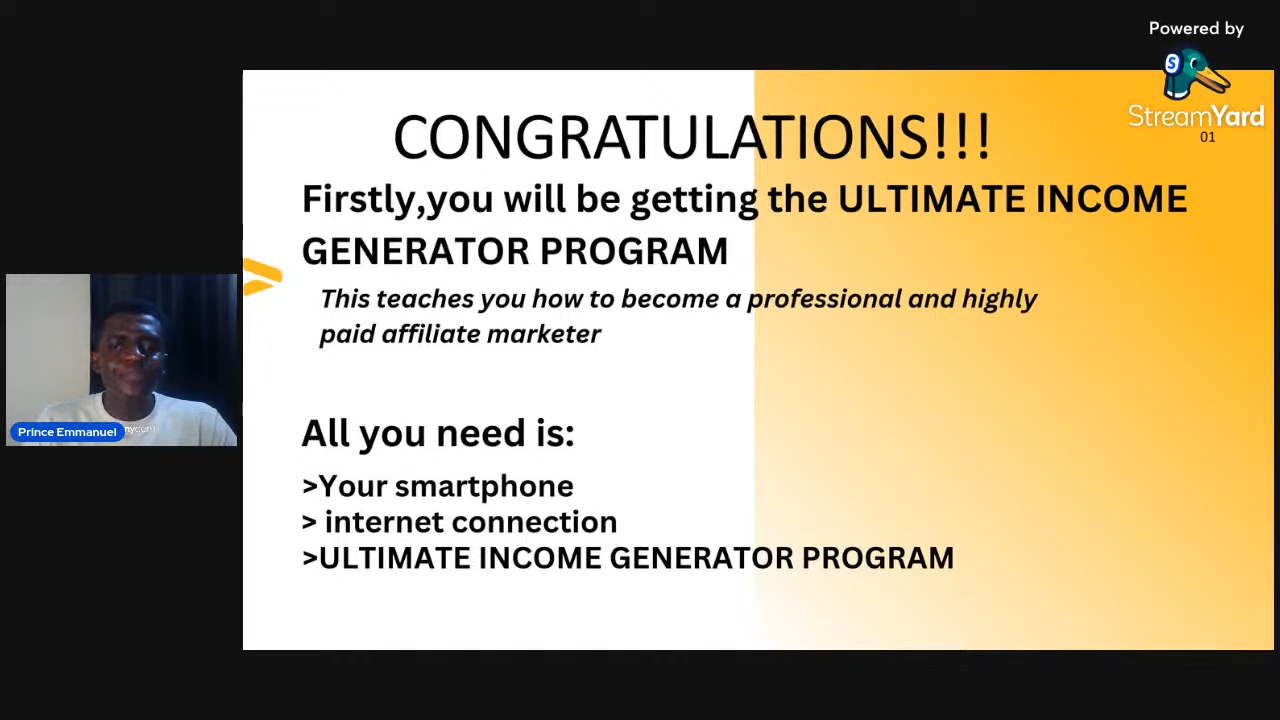 Powered by
StreamYard
01
CONGRATULATIONS!!!
Firstly,you will be getting the ULTIMATE INCOME
GENERATOR PROGRAM
This teaches you how to become a professional and highly
paid affiliate marketer
All you need is:
>Your smartphone
> internet connection
>ULTIMATE INCOME GENERATOR PROGRAM
Prince Emmanuel